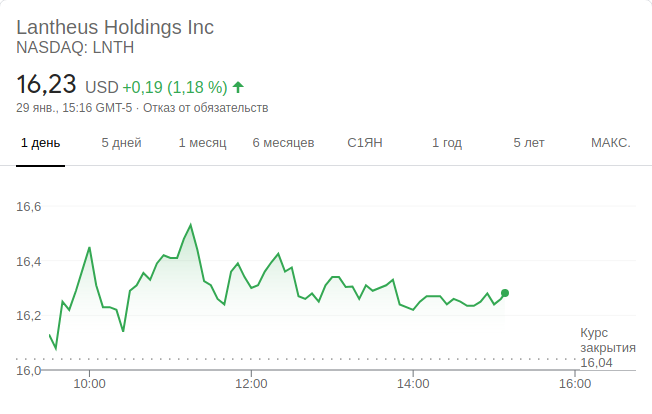 Lantheus Holdings Inc
NASDAQ: LNTH
16,23 USD +0,19 (1,18 %)
29 янв., 15:16 GMT-5 · Отказ от обязательств
1 день 5 дней 1 месяц 6 месяцев С1ЯН 1 год 5 лет МАКС.
16,6
16,4
16,2
16,0
Курс
закрытия
16,04
10:00 12:00 14:00 16:00